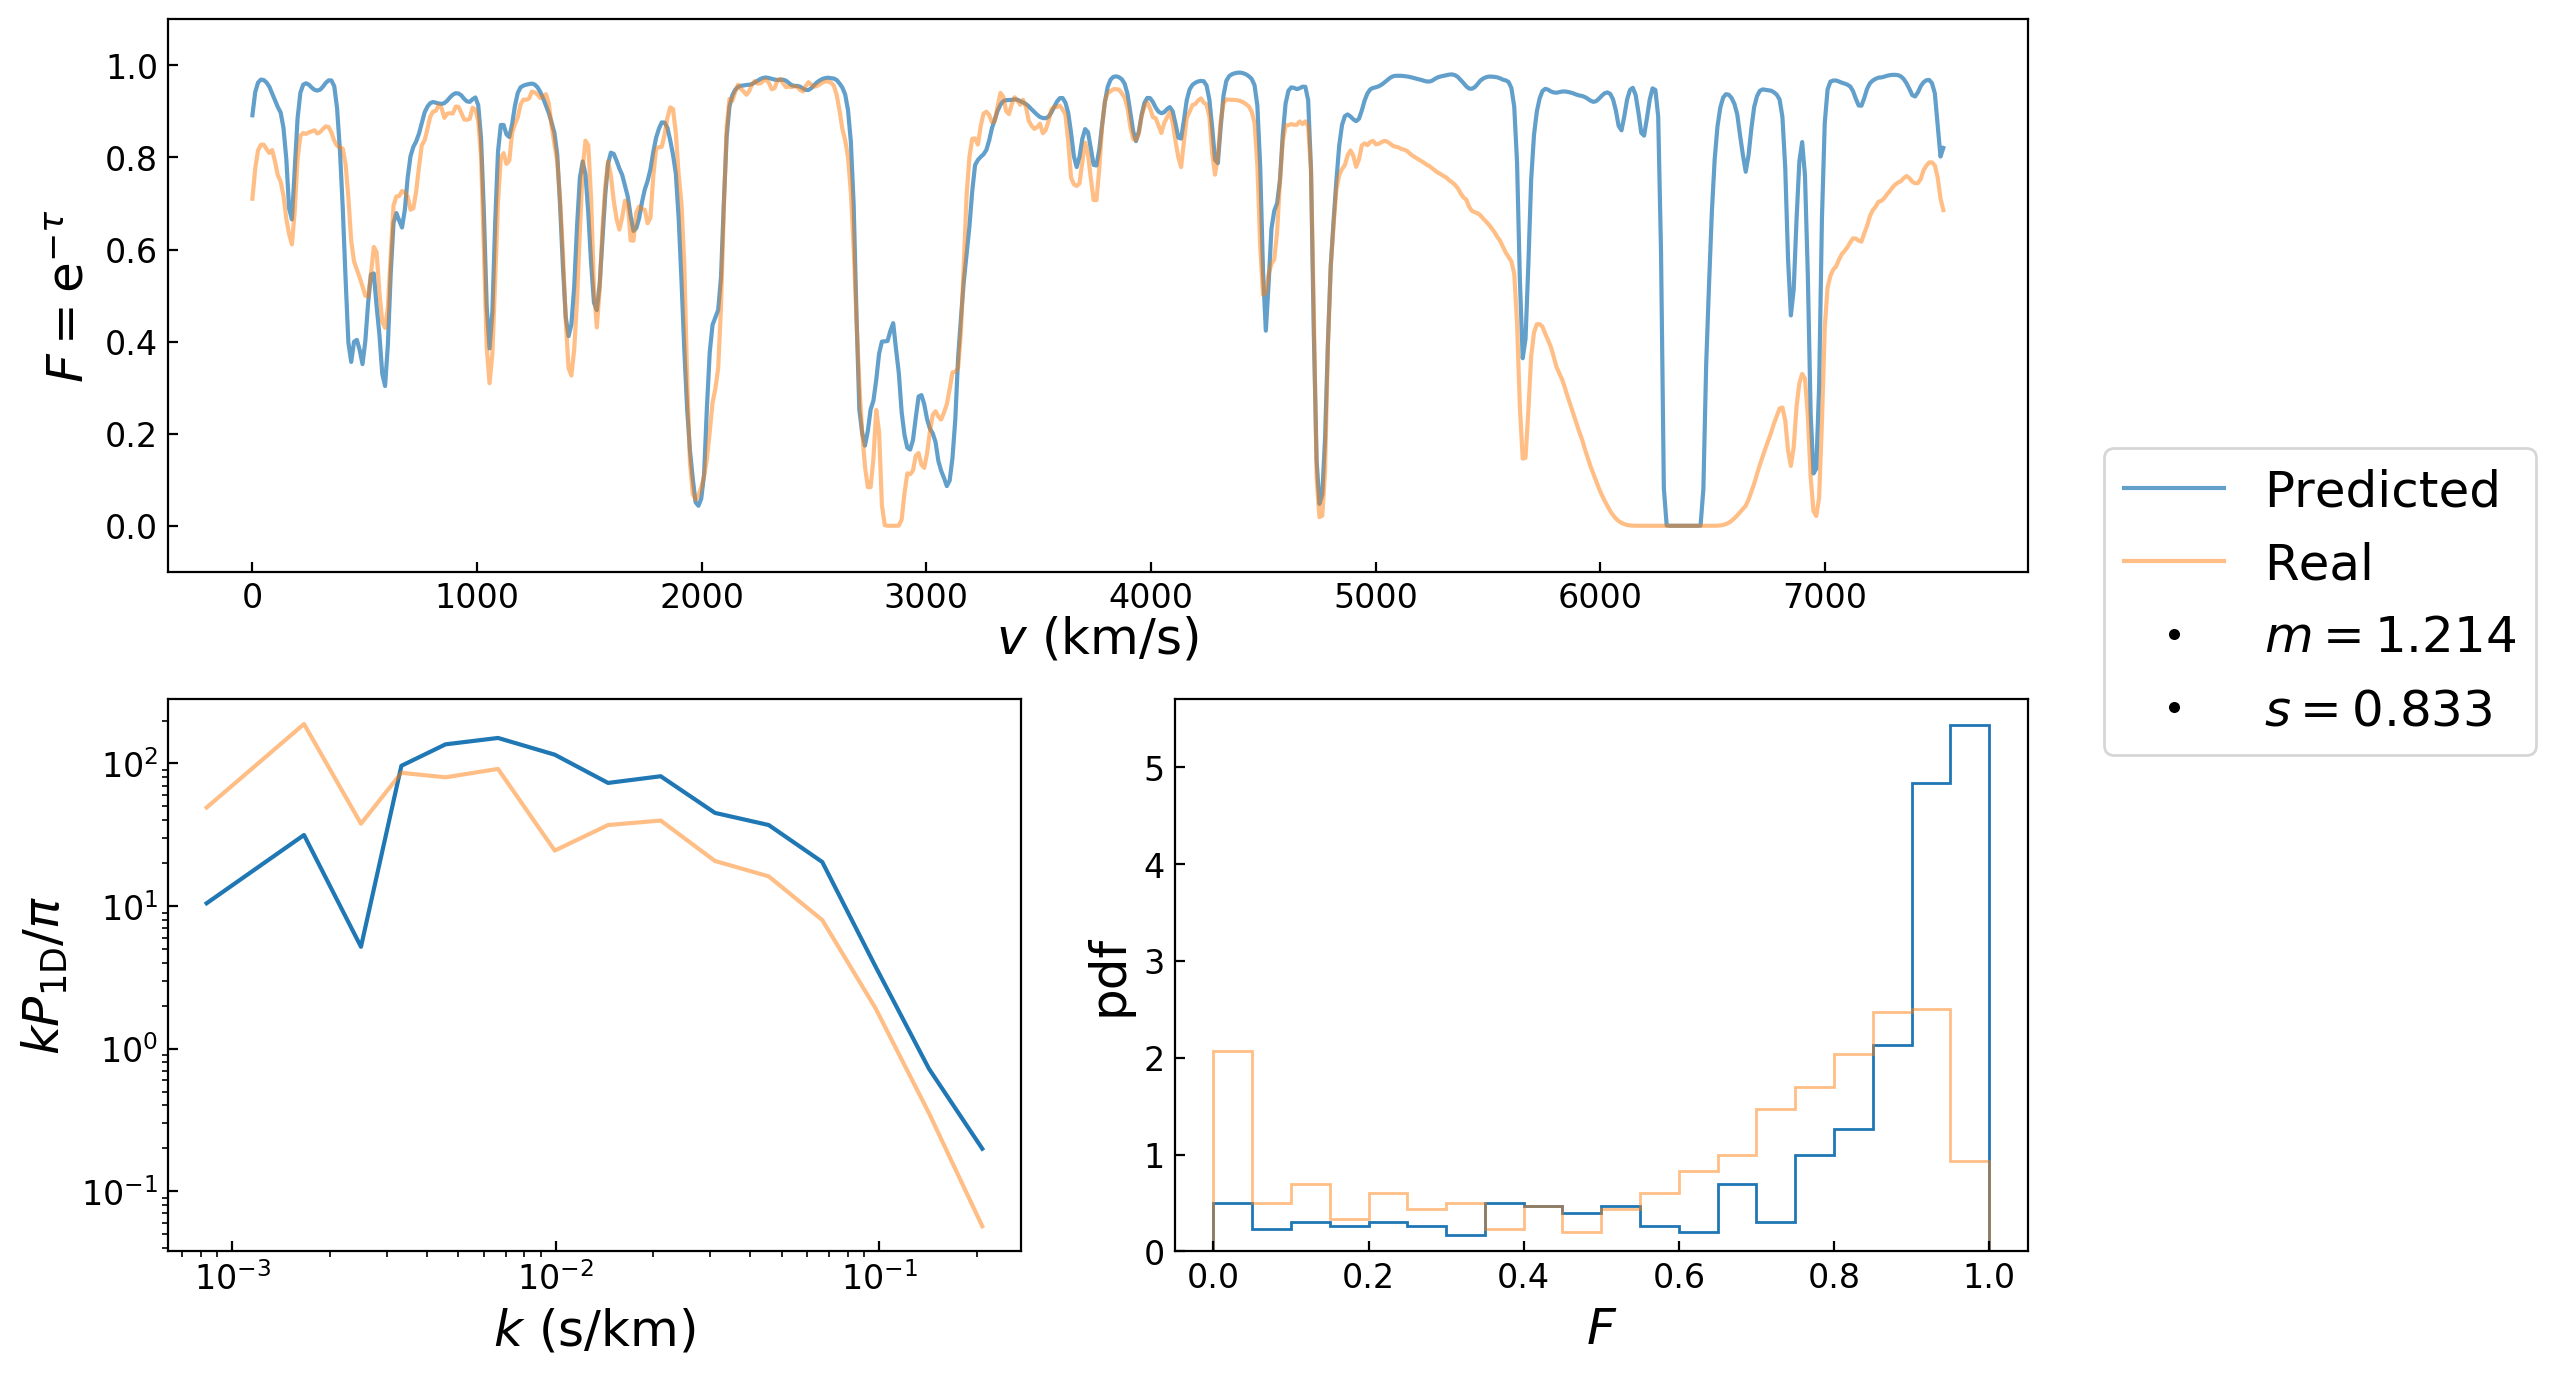 1.0
0.8
0.6
0.4
0.2
0.0
F = e^{-τ}
0 1000 2000 3000 4000 5000 6000 7000
v (km/s)
Predicted
Real
m = 1.214
s = 0.833
10^2
10^1
10^0
10^{-1}
kP_{1D}/π
10^{-3} 10^{-2} 10^{-1}
k (s/km)
5
4
3
2
1
0
pdf
0.0 0.2 0.4 0.6 0.8 1.0
F